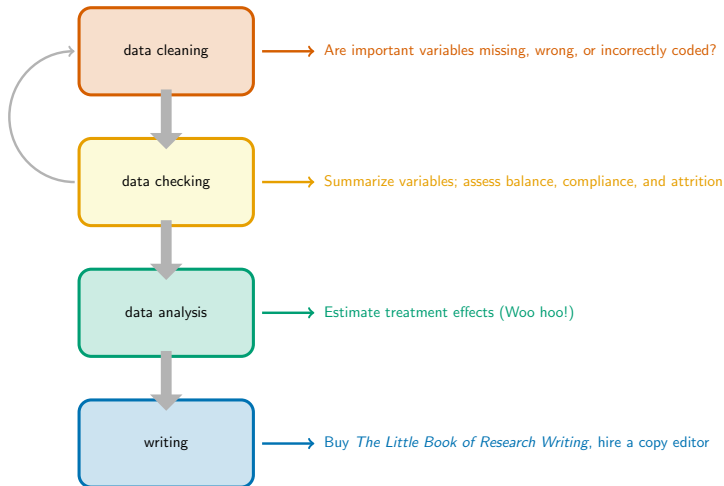 data cleaning
Are important variables missing, wrong, or incorrectly coded?
data checking
Summarize variables; assess balance, compliance, and attrition
data analysis
Estimate treatment effects (Woo hoo!)
writing
Buy The Little Book of Research Writing, hire a copy editor